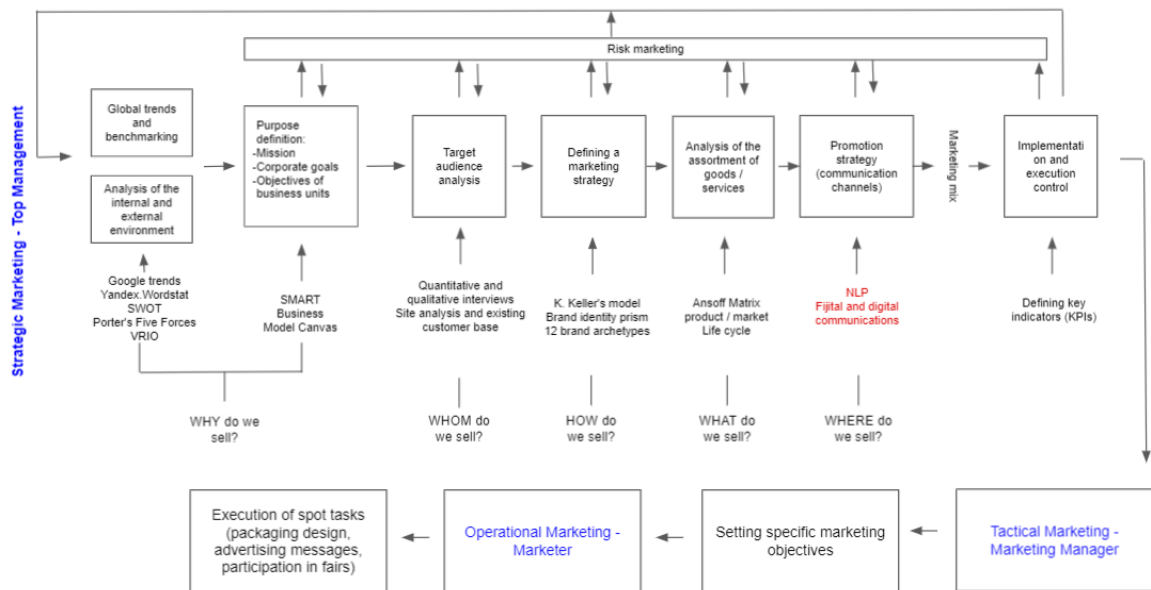 Strategic Marketing - Top Management
Risk marketing
Global trends
and
benchmarking
Analysis of the
internal and
external
environment
Purpose
definition:
-Mission
-Corporate goals
-Objectives of
business units
Target
audience
analysis
Defining a
marketing
strategy
Analysis of the
assortment of
goods /
services
Promotion
strategy
(communication
channels)
Marketing mix
Implementati
on and
execution
control
Google trends
Yandex.Wordstat
SWOT
Porter's Five Forces
VRIO
SMART
Business
Model Canvas
Quantitative and
qualitative interviews
Site analysis and existing
customer base
K. Keller's model
Brand identity prism
12 brand archetypes
Ansoff Matrix
product / market
Life cycle
NLP
Fijital and digital
communications
Defining key
indicators (KPIs)
WHY do we
sell?
WHOM do
we sell?
HOW do
we sell?
WHAT do
we sell?
WHERE do
we sell?
Execution of spot tasks
(packaging design,
advertising messages,
participation in fairs)
Operational Marketing -
Marketer
Setting specific marketing
objectives
Tactical Marketing -
Marketing Manager